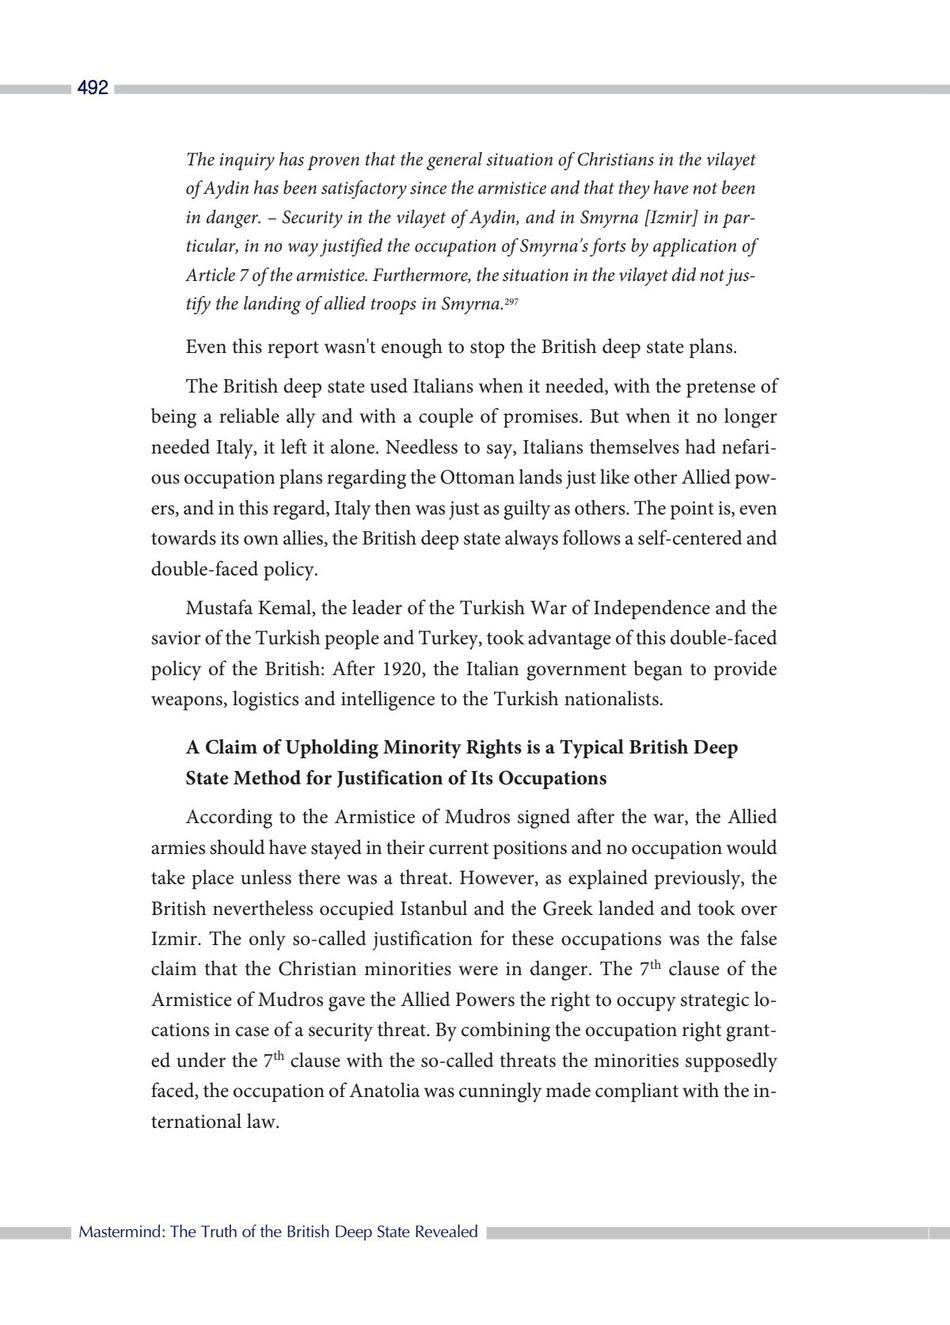 492
The inquiry has proven that the general situation of Christians in the vilayet
of Aydin has been satisfactory since the armistice and that they have not been
in danger. – Security in the vilayet of Aydin, and in Smyrna [Izmir] in par-
ticular, in no way justified the occupation of Smyrna's forts by application of
Article 7 of the armistice. Furthermore, the situation in the vilayet did not jus-
tify the landing of allied troops in Smyrna.297
Even this report wasn't enough to stop the British deep state plans.
The British deep state used Italians when it needed, with the pretense of
being a reliable ally and with a couple of promises. But when it no longer
needed Italy, it left it alone. Needless to say, Italians themselves had nefari-
ous occupation plans regarding the Ottoman lands just like other Allied pow-
ers, and in this regard, Italy then was just as guilty as others. The point is, even
towards its own allies, the British deep state always follows a self-centered and
double-faced policy.
Mustafa Kemal, the leader of the Turkish War of Independence and the
savior of the Turkish people and Turkey, took advantage of this double-faced
policy of the British: After 1920, the Italian government began to provide
weapons, logistics and intelligence to the Turkish nationalists.
A Claim of Upholding Minority Rights is a Typical British Deep
State Method for Justification of Its Occupations
According to the Armistice of Mudros signed after the war, the Allied
armies should have stayed in their current positions and no occupation would
take place unless there was a threat. However, as explained previously, the
British nevertheless occupied Istanbul and the Greek landed and took over
Izmir. The only so-called justification for these occupations was the false
claim that the Christian minorities were in danger. The 7th clause of the
Armistice of Mudros gave the Allied Powers the right to occupy strategic lo-
cations in case of a security threat. By combining the occupation right grant-
ed under the 7th clause with the so-called threats the minorities supposedly
faced, the occupation of Anatolia was cunningly made compliant with the in-
ternational law.
Mastermind: The Truth of the British Deep State Revealed